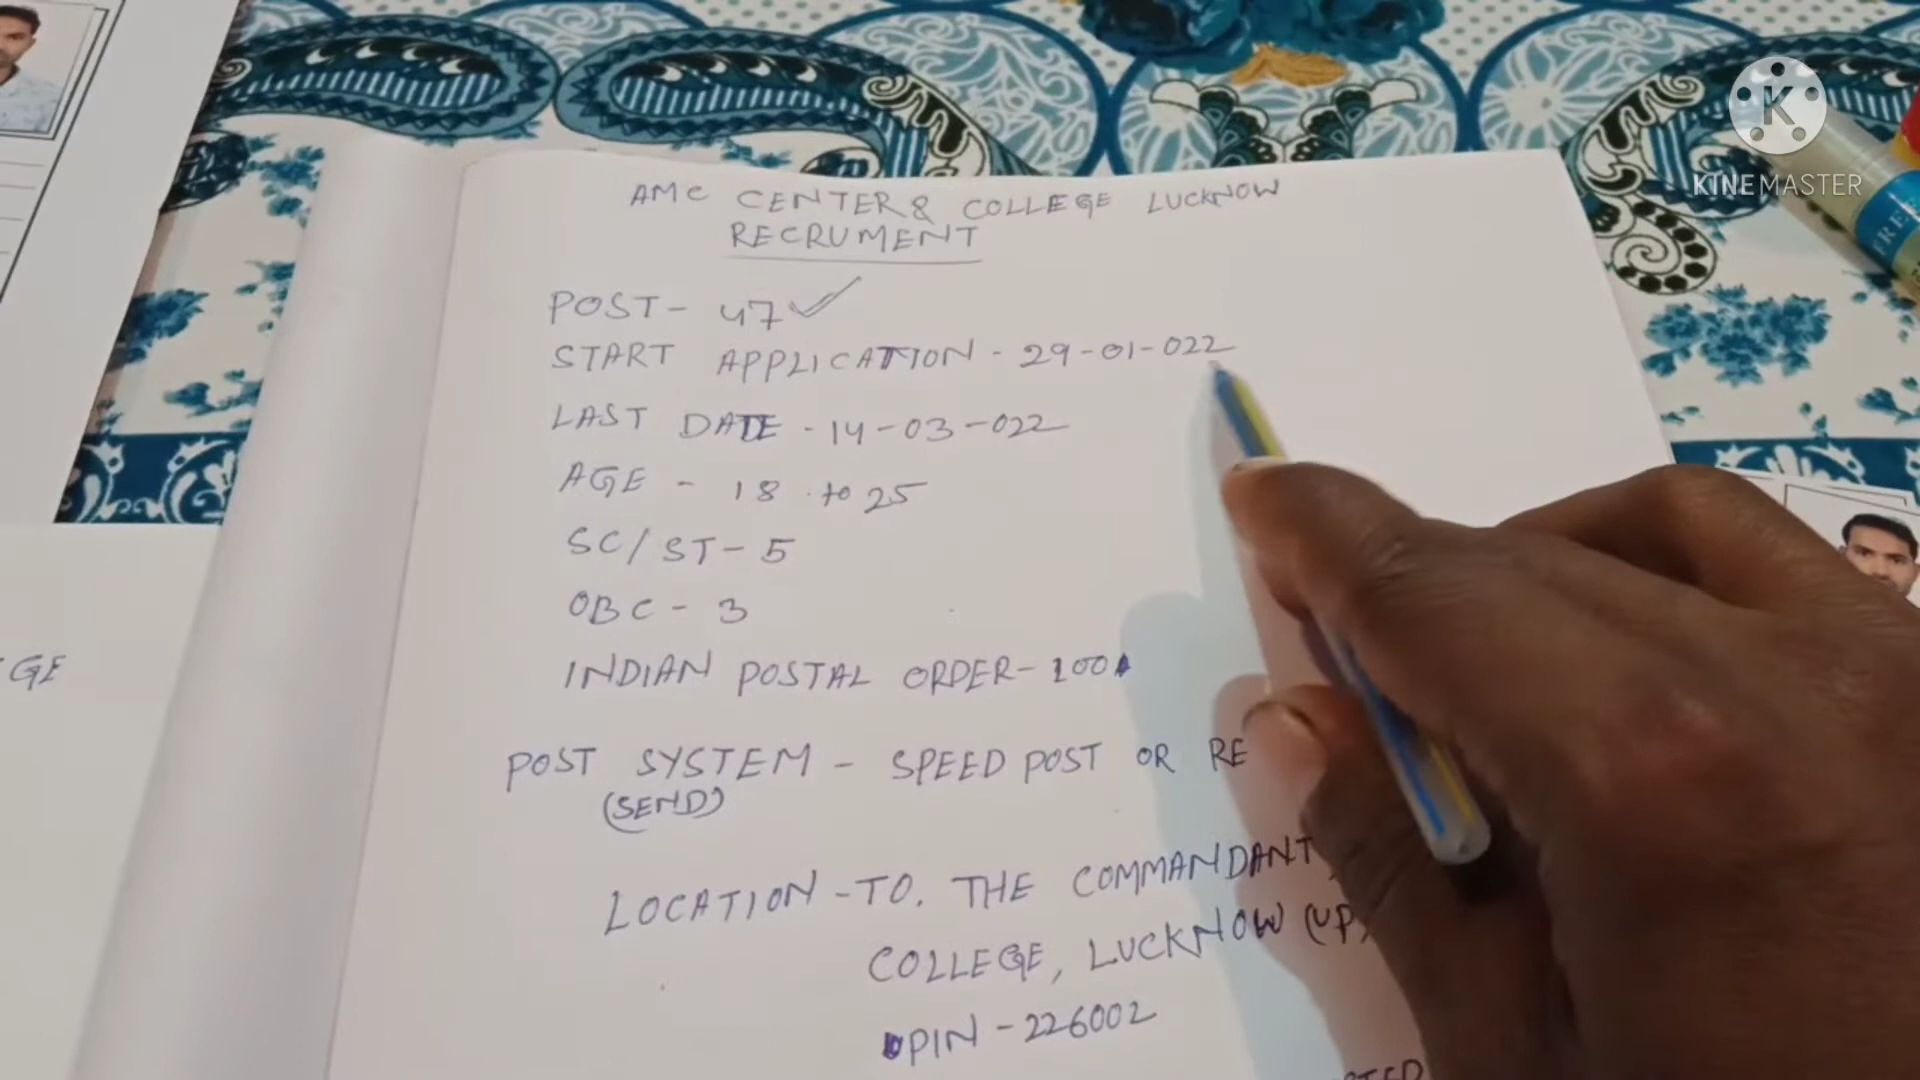 AMC CENTER & COLLEGE LUCKNOW
RECRUMENT
POST - 47
START APPLICATION - 29-01-022
LAST DATE - 14-03-022
AGE - 18 to 25
SC/ST - 5
OBC - 3
INDIAN POSTAL ORDER - 100
POST SYSTEM - SPEED POST OR RE
(SEND)
LOCATION - TO. THE COMMANDANT,
COLLEGE, LUCKNOW (UP)
PIN - 226002
GE
KINEMASTER
K
FREE